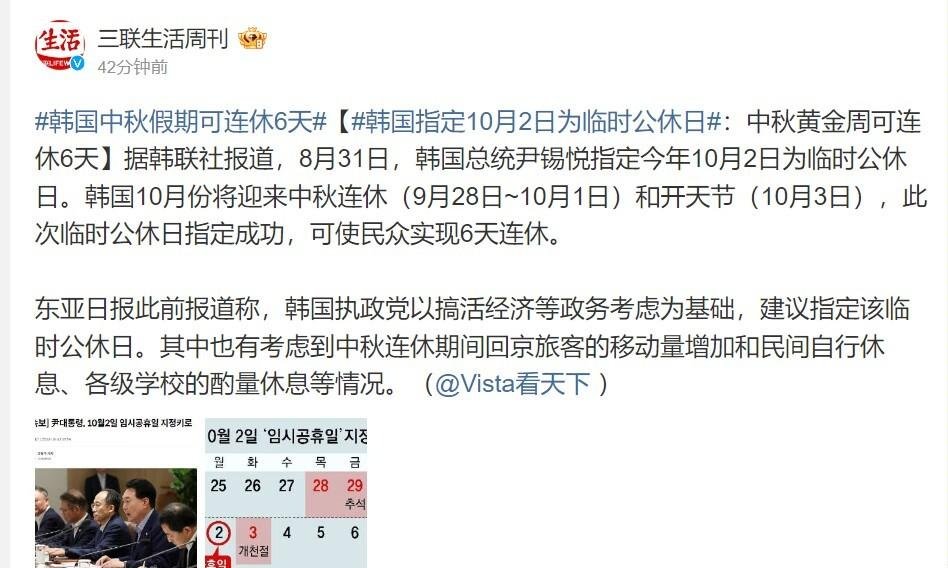 生活
LIFEW
三联生活周刊
42分钟前
#韩国中秋假期可连休6天#【#韩国指定10月2日为临时公休日#：中秋黄金周可连
休6天】据韩联社报道，8月31日，韩国总统尹锡悦指定今年10月2日为临时公休
日。韩国10月份将迎来中秋连休（9月28日~10月1日）和开天节（10月3日），此
次临时公休日指定成功，可使民众实现6天连休。
东亚日报此前报道称，韩国执政党以搞活经济等政务考虑为基础，建议指定该临
时公休日。其中也有考虑到中秋连休期间回京旅客的移动量增加和民间自行休
息、各级学校的酌量休息等情况。（@Vista看天下 ）
보] 尹대통령, 10월2일 임시공휴일 지정키로
0월 2일 '임시공휴일' 지정
월 화 수 목 금
25 26 27 28 29
추석
2 3 4 5 6
개천절
휴일